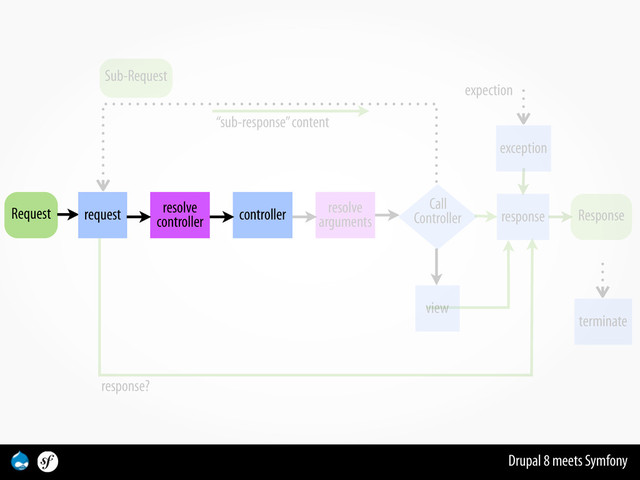 Sub-Request
expection
“sub-response” content
exception
Request
request
resolve
controller
controller
resolve
arguments
Call
Controller
response
Response
view
terminate
response?
sf
Drupal 8 meets Symfony